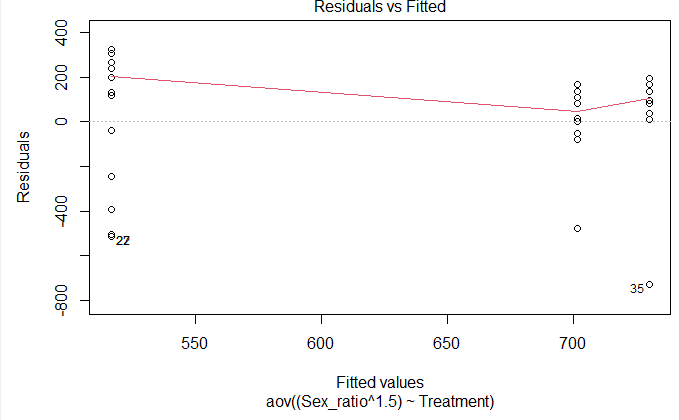 Residuals vs Fitted
400
200
0
-400
-800
Residuals
27
35
550
600
650
700
Fitted values
aov((Sex_ratio^1.5) ~ Treatment)